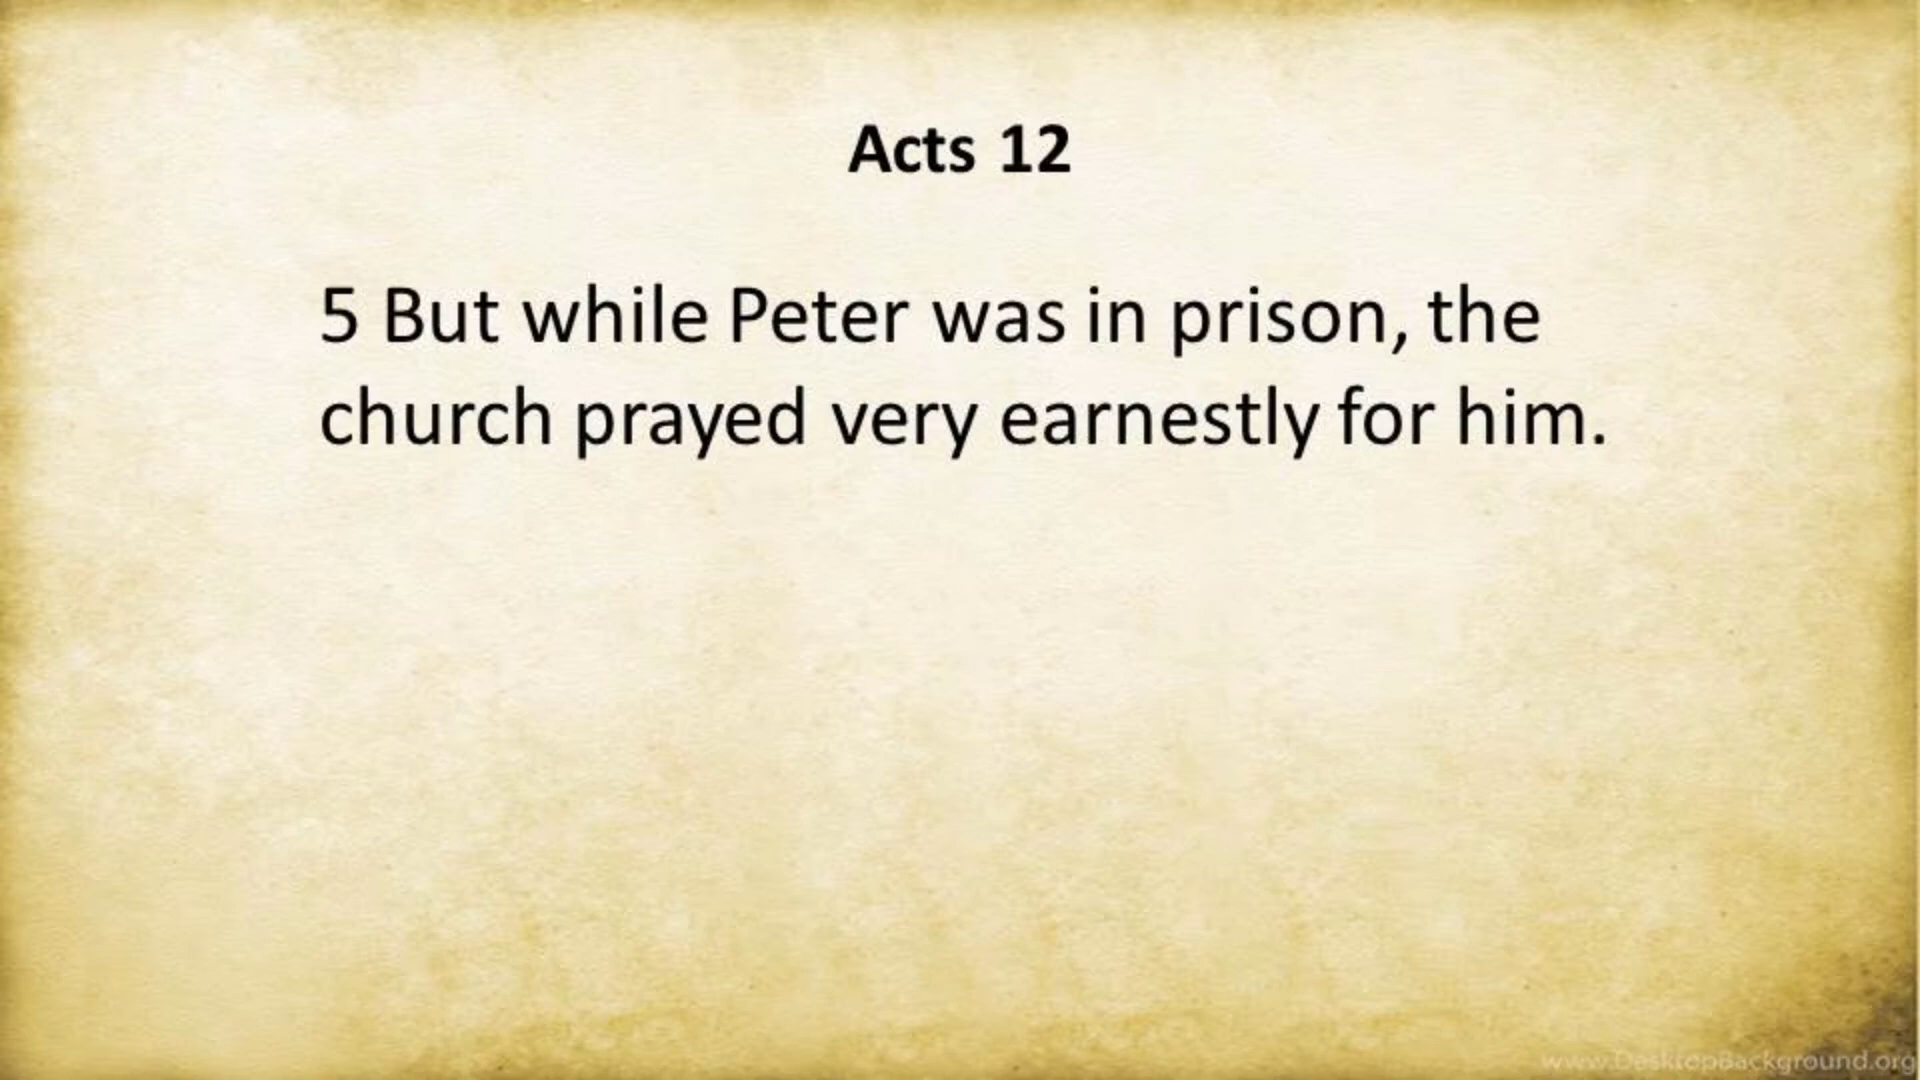 Acts 12
5 But while Peter was in prison, the
church prayed very earnestly for him.
www.DesktopBackground.org